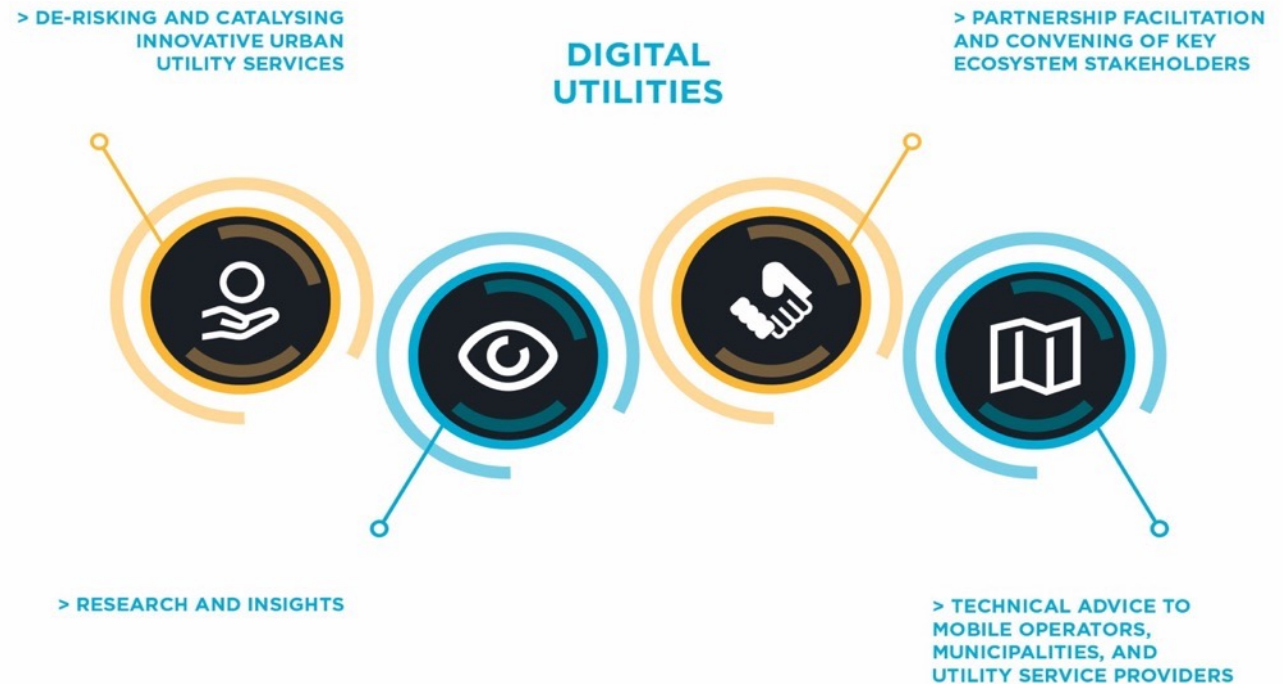 > DE-RISKING AND CATALYSING
INNOVATIVE URBAN
UTILITY SERVICES
DIGITAL
UTILITIES
> PARTNERSHIP FACILITATION
AND CONVENING OF KEY
ECOSYSTEM STAKEHOLDERS
> RESEARCH AND INSIGHTS
> TECHNICAL ADVICE TO
MOBILE OPERATORS,
MUNICIPALITIES, AND
UTILITY SERVICE PROVIDERS